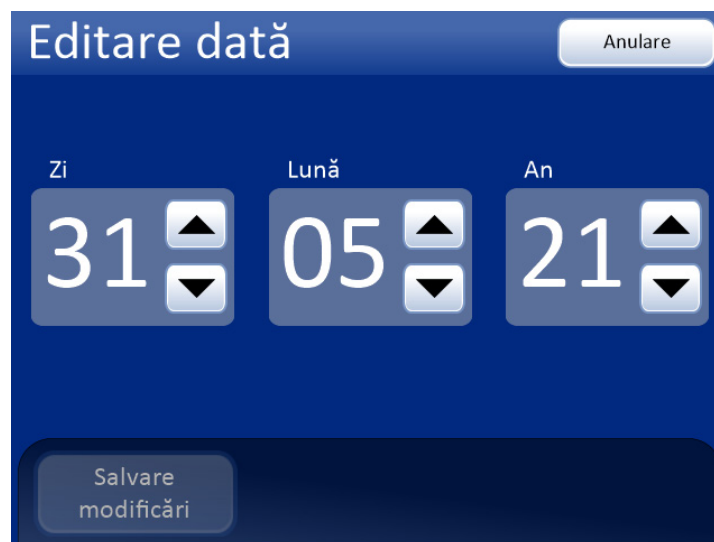 Editare dată
Anulare
Zi
Lună
An
31
05
21
Salvare
modificări